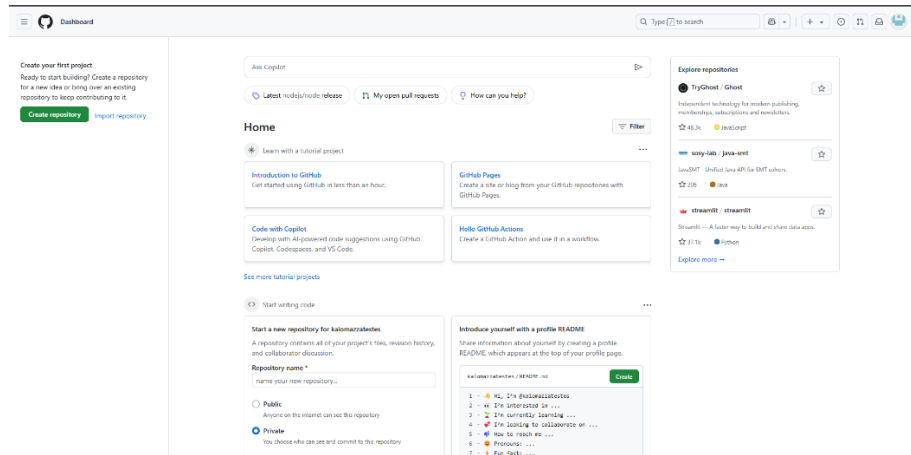 Dashboard
Type / to search
Create your first project
Ready to start building? Create a repository
for a new idea or bring over an existing
repository to keep contributing to it.
Create repository
Import repository
Ask Copilot
Latest nodejs/node release
My open pull requests
How can you help?
Home
Filter
Learn with a tutorial project
Introduction to GitHub
Get started using GitHub in less than an hour.
GitHub Pages
Create a site or blog from your GitHub repositories with
GitHub Pages.
Code with Copilot
Develop with AI-powered code suggestions using GitHub
Copilot, Codespaces, and VS Code.
Hello GitHub Actions
Create a GitHub Action and use it in a workflow.
See more tutorial projects
Start writing code
Start a new repository for kaiomazzatestes
A repository contains all of your project's files, revision history,
and collaborator discussion.
Repository name *
name your new repository...
Public
Anyone on the internet can see this repository
Private
You choose who can see and commit to this repository
Introduce yourself with a profile README
Share information about yourself by creating a profile
README, which appears at the top of your profile page.
kaiomazzatestes / README.md
Create
1 - 👋 Hi, I'm @kaiomazzatestes
2 - 👀 I'm interested in ...
3 - 🌱 I'm currently learning ...
4 - 💞️ I'm looking to collaborate on ...
5 - 📫 How to reach me ...
6 - 😄 Pronouns: ...
7 - ⚡ Fun fact: ...
Explore repositories
TryGhost / Ghost
Independent technology for modern publishing,
memberships, subscriptions and newsletters.
48.3k JavaScript
sosy-lab / java-smt
JavaSMT - Unified Java API for SMT solvers.
206 Java
streamlit / streamlit
Streamlit — A faster way to build and share data apps.
37.1k Python
Explore more →